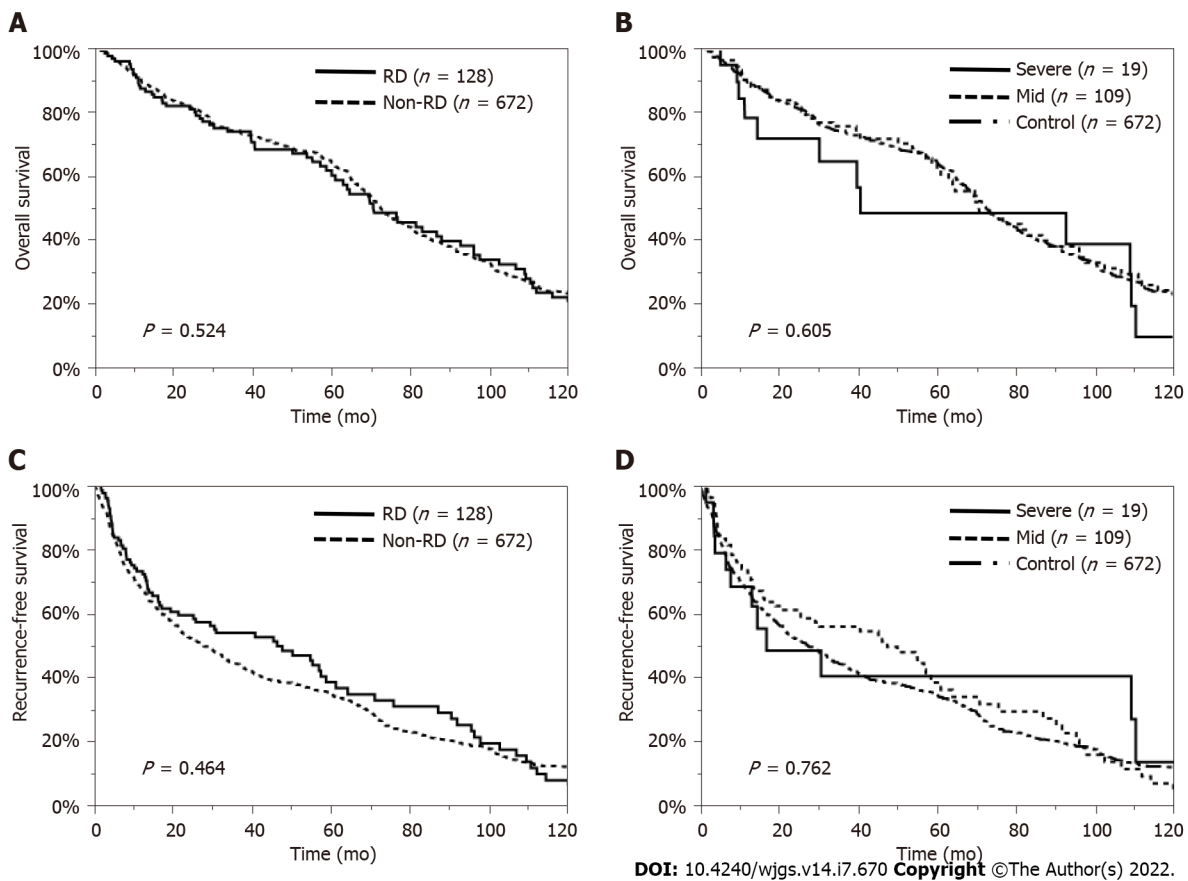 A
Overall survival
100%
80%
60%
40%
20%
0%
RD (n = 128)
Non-RD (n = 672)
P = 0.524
0 20 40 60 80 100 120
Time (mo)
B
Overall survival
100%
80%
60%
40%
20%
0%
Severe (n = 19)
Mid (n = 109)
Control (n = 672)
P = 0.605
0 20 40 60 80 100 120
Time (mo)
C
Recurrence-free survival
100%
80%
60%
40%
20%
0%
RD (n = 128)
Non-RD (n = 672)
P = 0.464
0 20 40 60 80 100 120
Time (mo)
D
Recurrence-free survival
100%
80%
60%
40%
20%
0%
Severe (n = 19)
Mid (n = 109)
Control (n = 672)
P = 0.762
0 20 40 60 80 100 120
Time (mo)
DOI: 10.4240/wjgs.v14.i7.670 Copyright ©The Author(s) 2022.